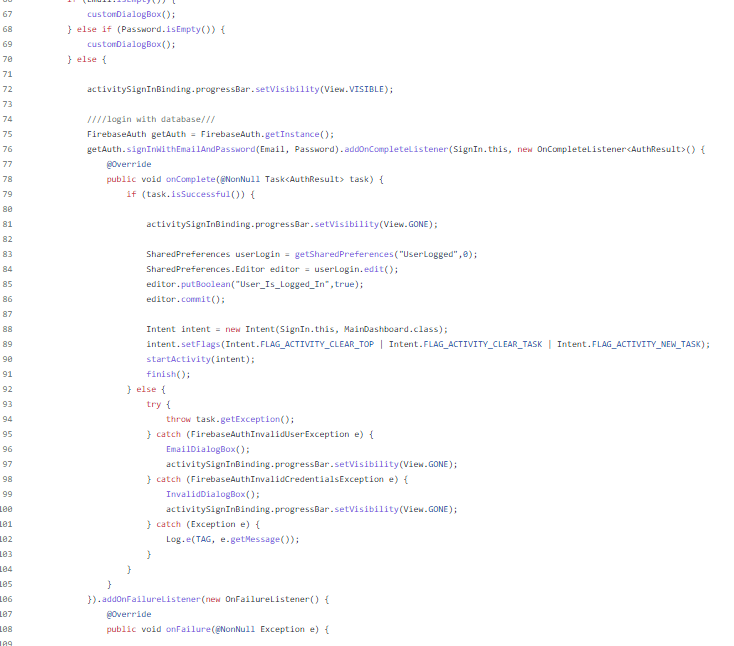 66 if (Email.isEmpty()) {
67 customDialogBox();
68 } else if (Password.isEmpty()) {
69 customDialogBox();
70 } else {
71
72 activitySignInBinding.progressBar.setVisibility(View.VISIBLE);
73
74 ////login with database///
75 FirebaseAuth getAuth = FirebaseAuth.getInstance();
76 getAuth.signInWithEmailAndPassword(Email, Password).addOnCompleteListener(SignIn.this, new OnCompleteListener<AuthResult>() {
77 @Override
78 public void onComplete(@NonNull Task<AuthResult> task) {
79 if (task.isSuccessful()) {
80
81 activitySignInBinding.progressBar.setVisibility(View.GONE);
82
83 SharedPreferences userLogin = getSharedPreferences("UserLogged",0);
84 SharedPreferences.Editor editor = userLogin.edit();
85 editor.putBoolean("User_Is_Logged_In",true);
86 editor.commit();
87
88 Intent intent = new Intent(SignIn.this, MainDashboard.class);
89 intent.setFlags(Intent.FLAG_ACTIVITY_CLEAR_TOP | Intent.FLAG_ACTIVITY_CLEAR_TASK | Intent.FLAG_ACTIVITY_NEW_TASK);
90 startActivity(intent);
91 finish();
92 } else {
93 try {
94 throw task.getException();
95 } catch (FirebaseAuthInvalidUserException e) {
96 EmailDialogBox();
97 activitySignInBinding.progressBar.setVisibility(View.GONE);
98 } catch (FirebaseAuthInvalidCredentialsException e) {
99 InvalidDialogBox();
100 activitySignInBinding.progressBar.setVisibility(View.GONE);
101 } catch (Exception e) {
102 Log.e(TAG, e.getMessage());
103 }
104 }
105 }
106 }).addOnFailureListener(new OnFailureListener() {
107 @Override
108 public void onFailure(@NonNull Exception e) {
109